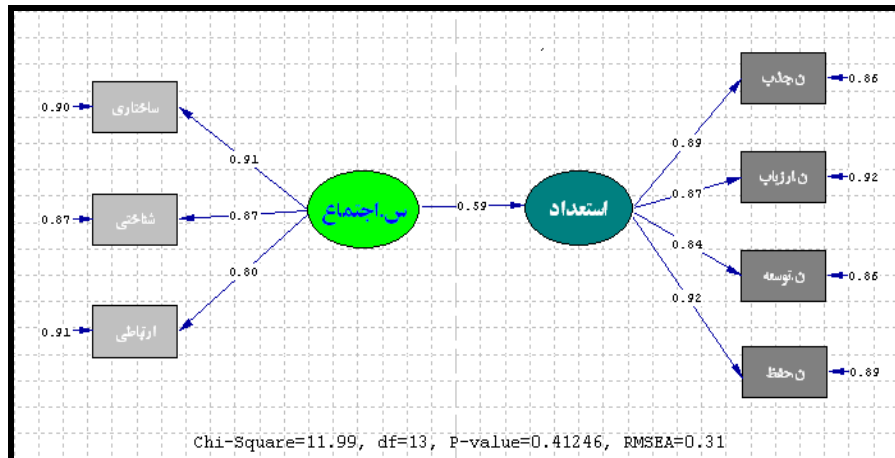 0.90
ساختاری
0.91
0.87
شناختی
0.87
0.91
ارتباطی
0.80
س.اجتماع
0.59
استعداد
0.89
ن.جذب
0.86
0.87
ن.ارزیاب
0.92
0.84
ن.توسعه
0.86
0.92
ن.حفظ
0.89
Chi-Square=11.99, df=13, P-value=0.41246, RMSEA=0.31